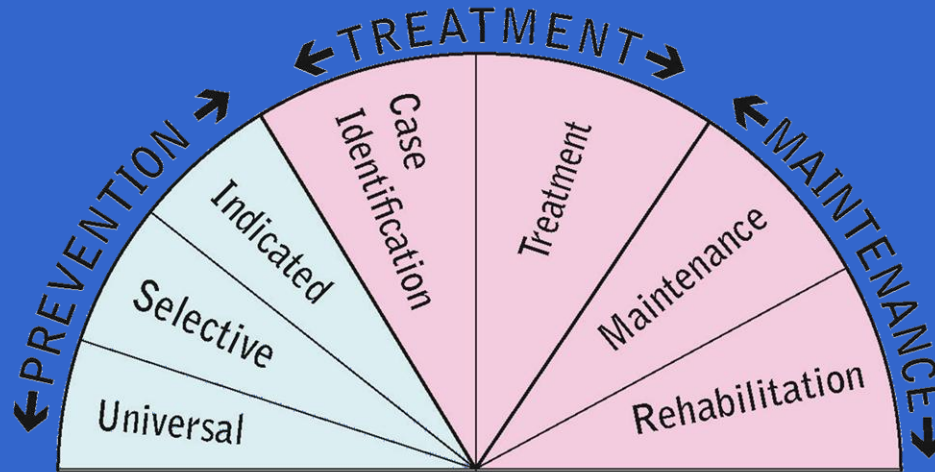 PREVENTION
TREATMENT
MAINTENANCE
Universal
Selective
Indicated
Case
Identification
Treatment
Maintenance
Rehabilitation